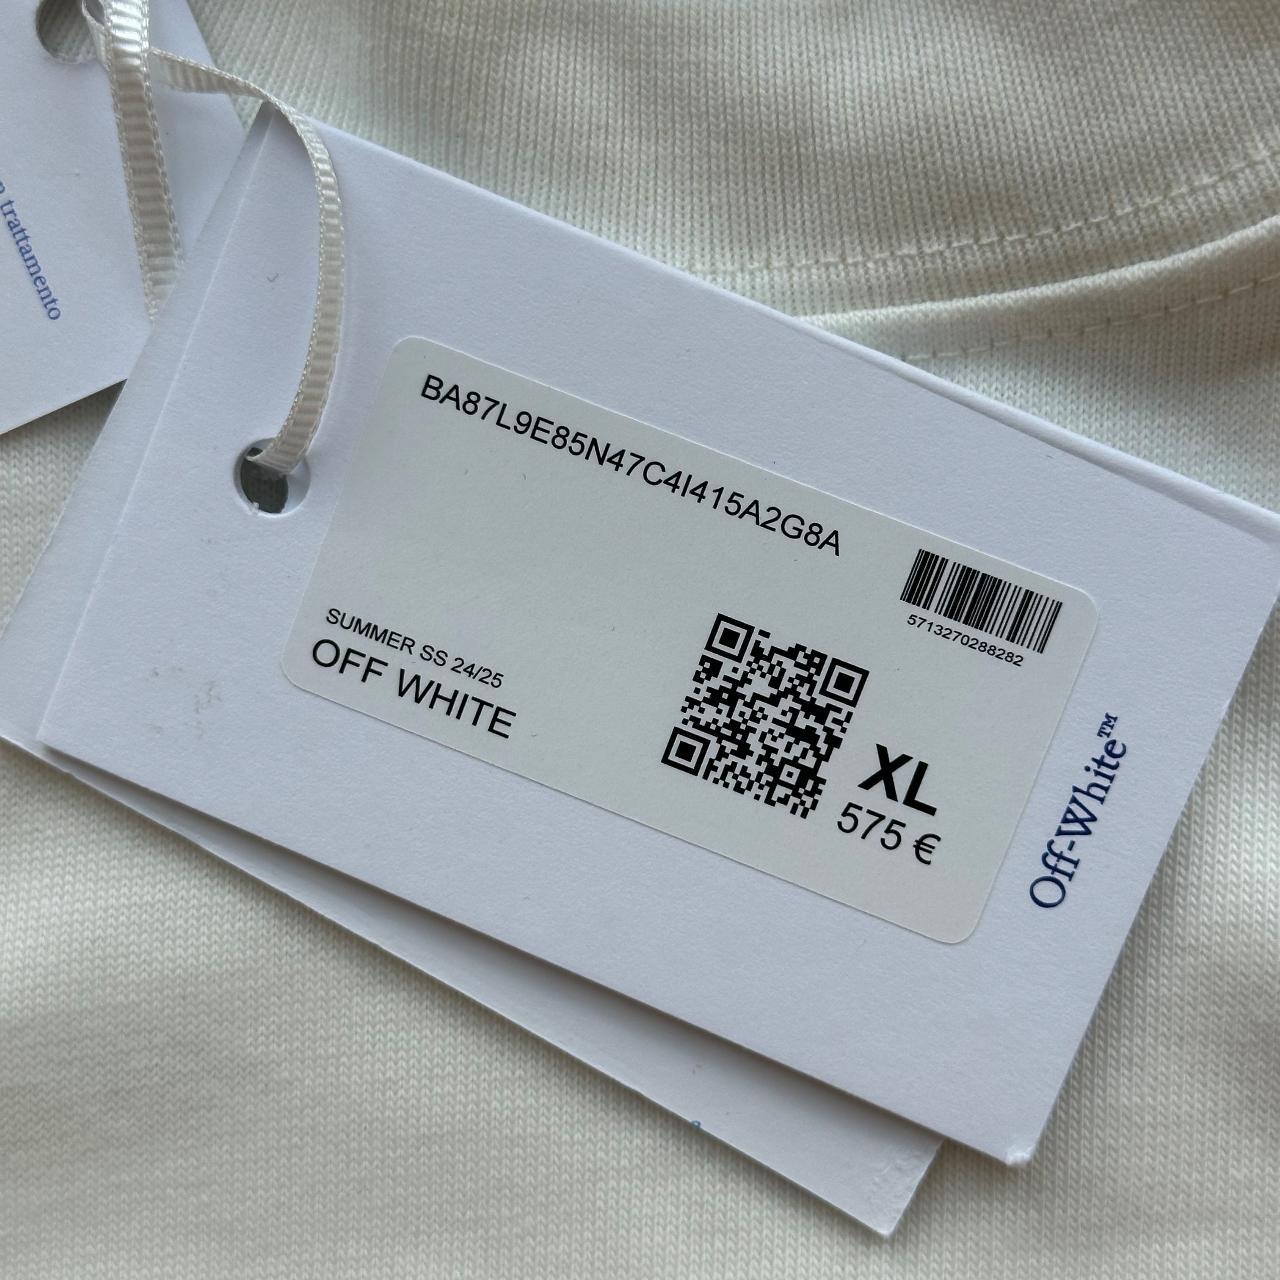 n trattamento
BA87L9E85N47C4I415A2G8A
5713270288282
SUMMER SS 24/25
OFF WHITE
XL
575 €
Off-White™